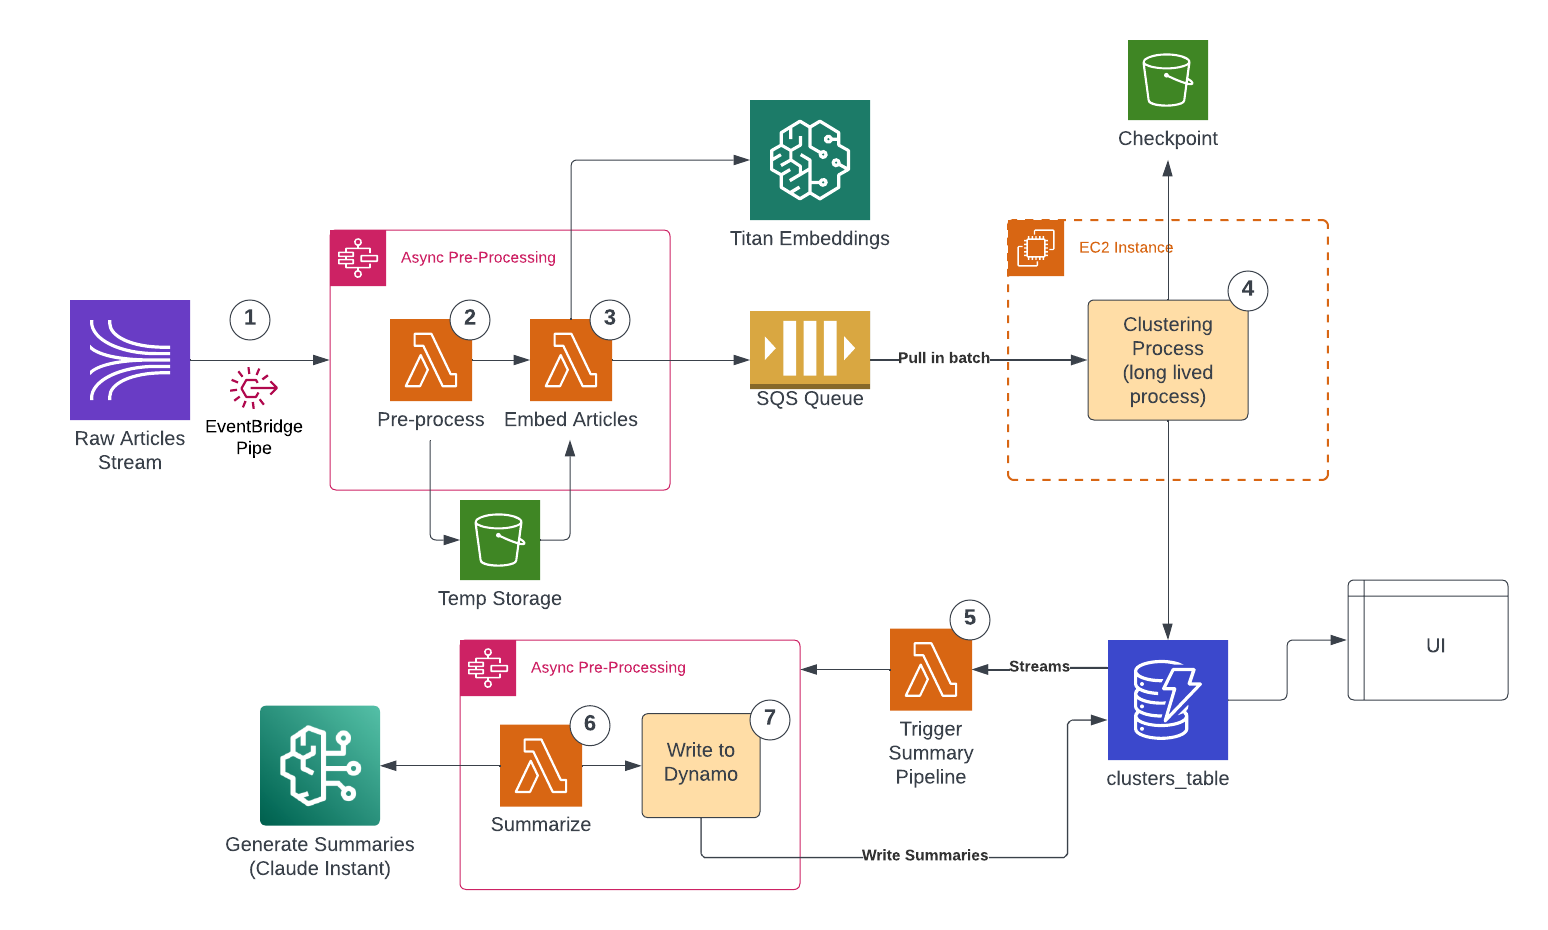 Checkpoint
Titan Embeddings
EC2 Instance
Async Pre-Processing
1
2
3
4
Clustering
Process
(long lived
process)
Pull in batch
Pre-process
Embed Articles
SQS Queue
Raw Articles
Stream
EventBridge
Pipe
Temp Storage
5
UI
Streams
Async Pre-Processing
6
7
Write to
Dynamo
Trigger
Summary
Pipeline
clusters_table
Summarize
Generate Summaries
(Claude Instant)
Write Summaries